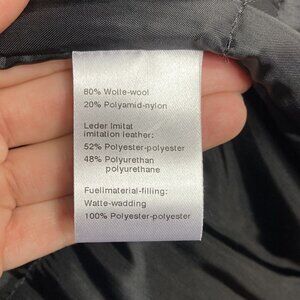 80% Wolle-wool
20% Polyamid-nylon
Leder Imitat
imitation leather:
52% Polyester-polyester
48% Polyurethan
polyurethane
Fuellmaterial-filling:
Watte-wadding
100% Polyester-polyester